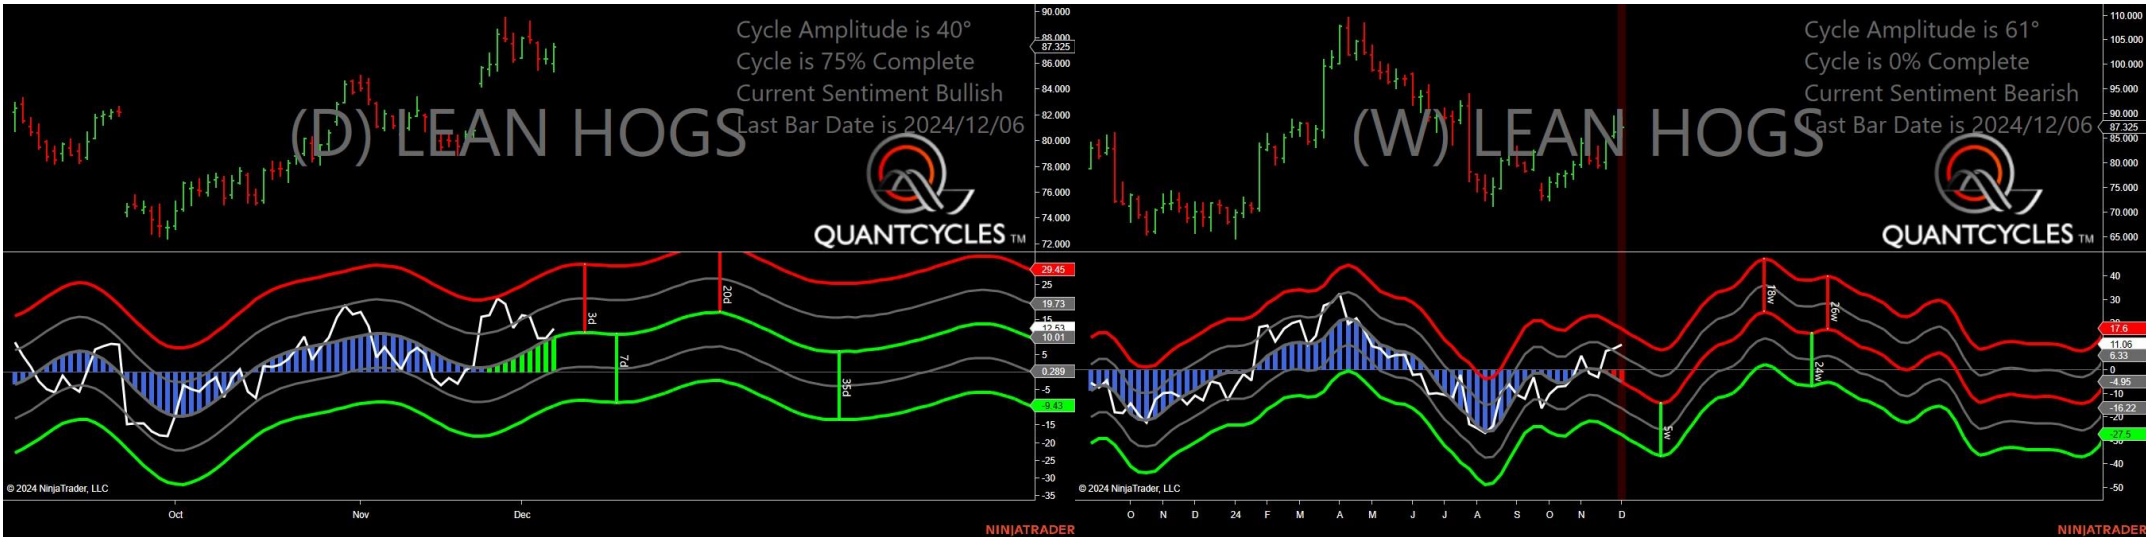 Cycle Amplitude is 40°
Cycle is 75% Complete
Current Sentiment Bullish
Last Bar Date is 2024/12/06
(D) LEAN HOGS
QUANTCYCLES TM
90.000
88.000
87.325
86.000
84.000
82.000
80.000
78.000
76.000
74.000
72.000
29.45
25
19.73
15
12.53
10.01
5
0.289
-5
-9.43
-15
-20
-25
-30
-35
3d
7d
20d
35d
© 2024 NinjaTrader, LLC
Oct
Nov
Dec
NINJATRADER
Cycle Amplitude is 61°
Cycle is 0% Complete
Current Sentiment Bearish
Last Bar Date is 2024/12/06
(W) LEAN HOGS
QUANTCYCLES TM
110.000
105.000
100.000
95.000
90.000
87.325
80.000
75.000
70.000
65.000
40
30
17.6
11.06
6.33
0
-4.95
-10
-16.22
-20
-27.5
-40
-50
5w
18w
24w
26w
© 2024 NinjaTrader, LLC
O N D 24 F M A M J J A S O N D
NINJATRADER